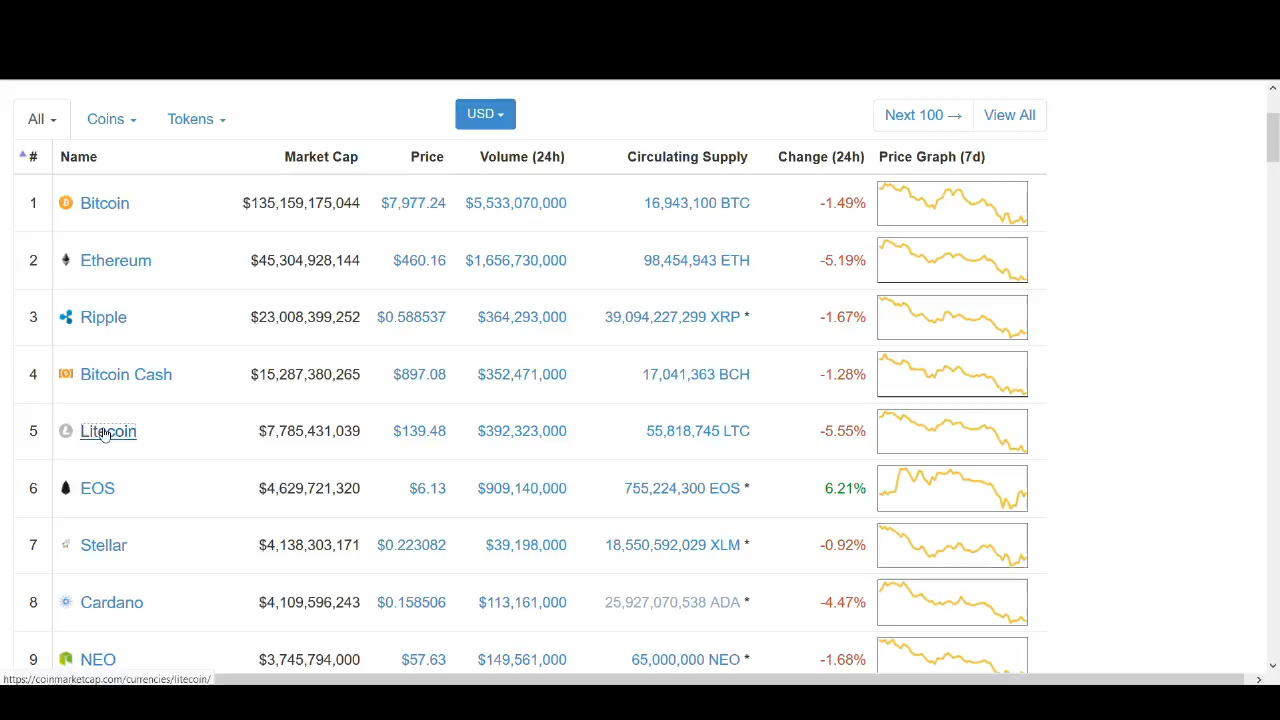 All Coins Tokens USD Next 100 → View All
# Name Market Cap Price Volume (24h) Circulating Supply Change (24h) Price Graph (7d)
1 Bitcoin $135,159,175,044 $7,977.24 $5,533,070,000 16,943,100 BTC -1.49%
2 Ethereum $45,304,928,144 $460.16 $1,656,730,000 98,454,943 ETH -5.19%
3 Ripple $23,008,399,252 $0.588537 $364,293,000 39,094,227,299 XRP * -1.67%
4 Bitcoin Cash $15,287,380,265 $897.08 $352,471,000 17,041,363 BCH -1.28%
5 Litecoin $7,785,431,039 $139.48 $392,323,000 55,818,745 LTC -5.55%
6 EOS $4,629,721,320 $6.13 $909,140,000 755,224,300 EOS * 6.21%
7 Stellar $4,138,303,171 $0.223082 $39,198,000 18,550,592,029 XLM * -0.92%
8 Cardano $4,109,596,243 $0.158506 $113,161,000 25,927,070,538 ADA * -4.47%
9 NEO $3,745,794,000 $57.63 $149,561,000 65,000,000 NEO * -1.68%
https://coinmarketcap.com/currencies/litecoin/